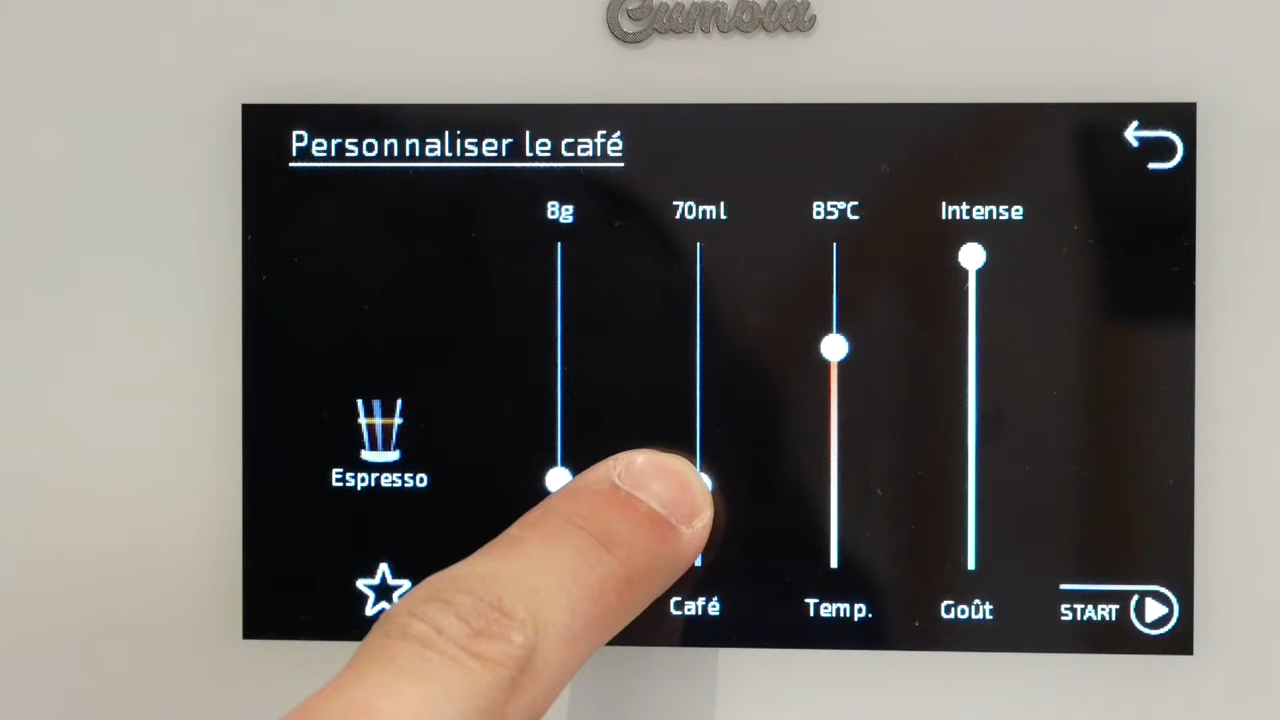 Cumbia
Personnaliser le café
8g
70ml
85°C
Intense
Espresso
Café
Temp.
Goût
START